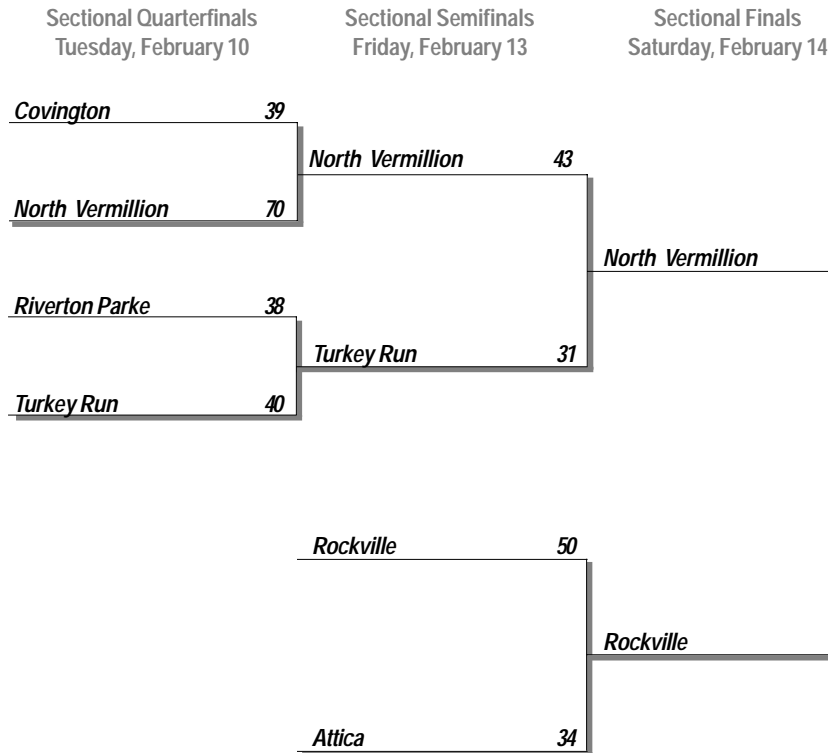 Sectional Quarterfinals
Tuesday, February 10
Sectional Semifinals
Friday, February 13
Sectional Finals
Saturday, February 14
Covington 39
North Vermillion 70
Riverton Parke 38
Turkey Run 40
North Vermillion 43
Turkey Run 31
Rockville 50
Attica 34
North Vermillion
Rockville